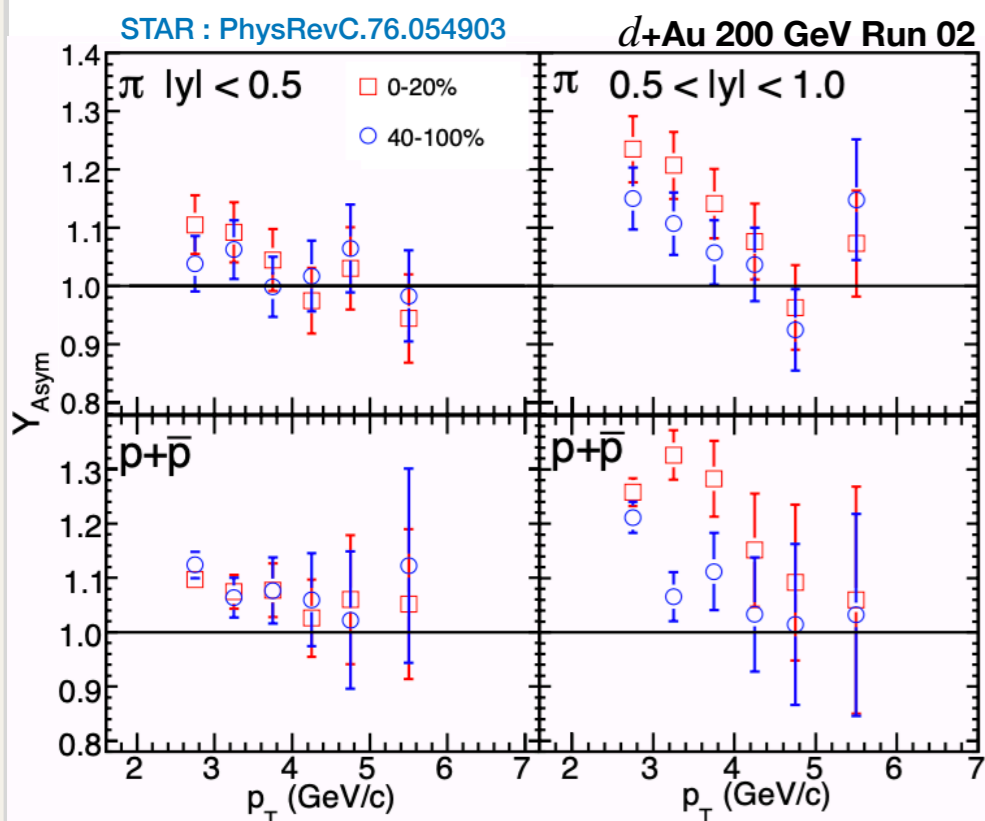 STAR : PhysRevC.76.054903
d+Au 200 GeV Run 02
1.4
1.3
1.2
1.1
1.0
0.9
0.8
π |y| < 0.5
0-20%
40-100%
π 0.5 < |y| < 1.0
Y_Asym
1.3
1.2
1.1
1.0
0.9
0.8
p+p̅
p+p̅
2 3 4 5 6 7
2 3 4 5 6 7
p_T (GeV/c)
p_T (GeV/c)